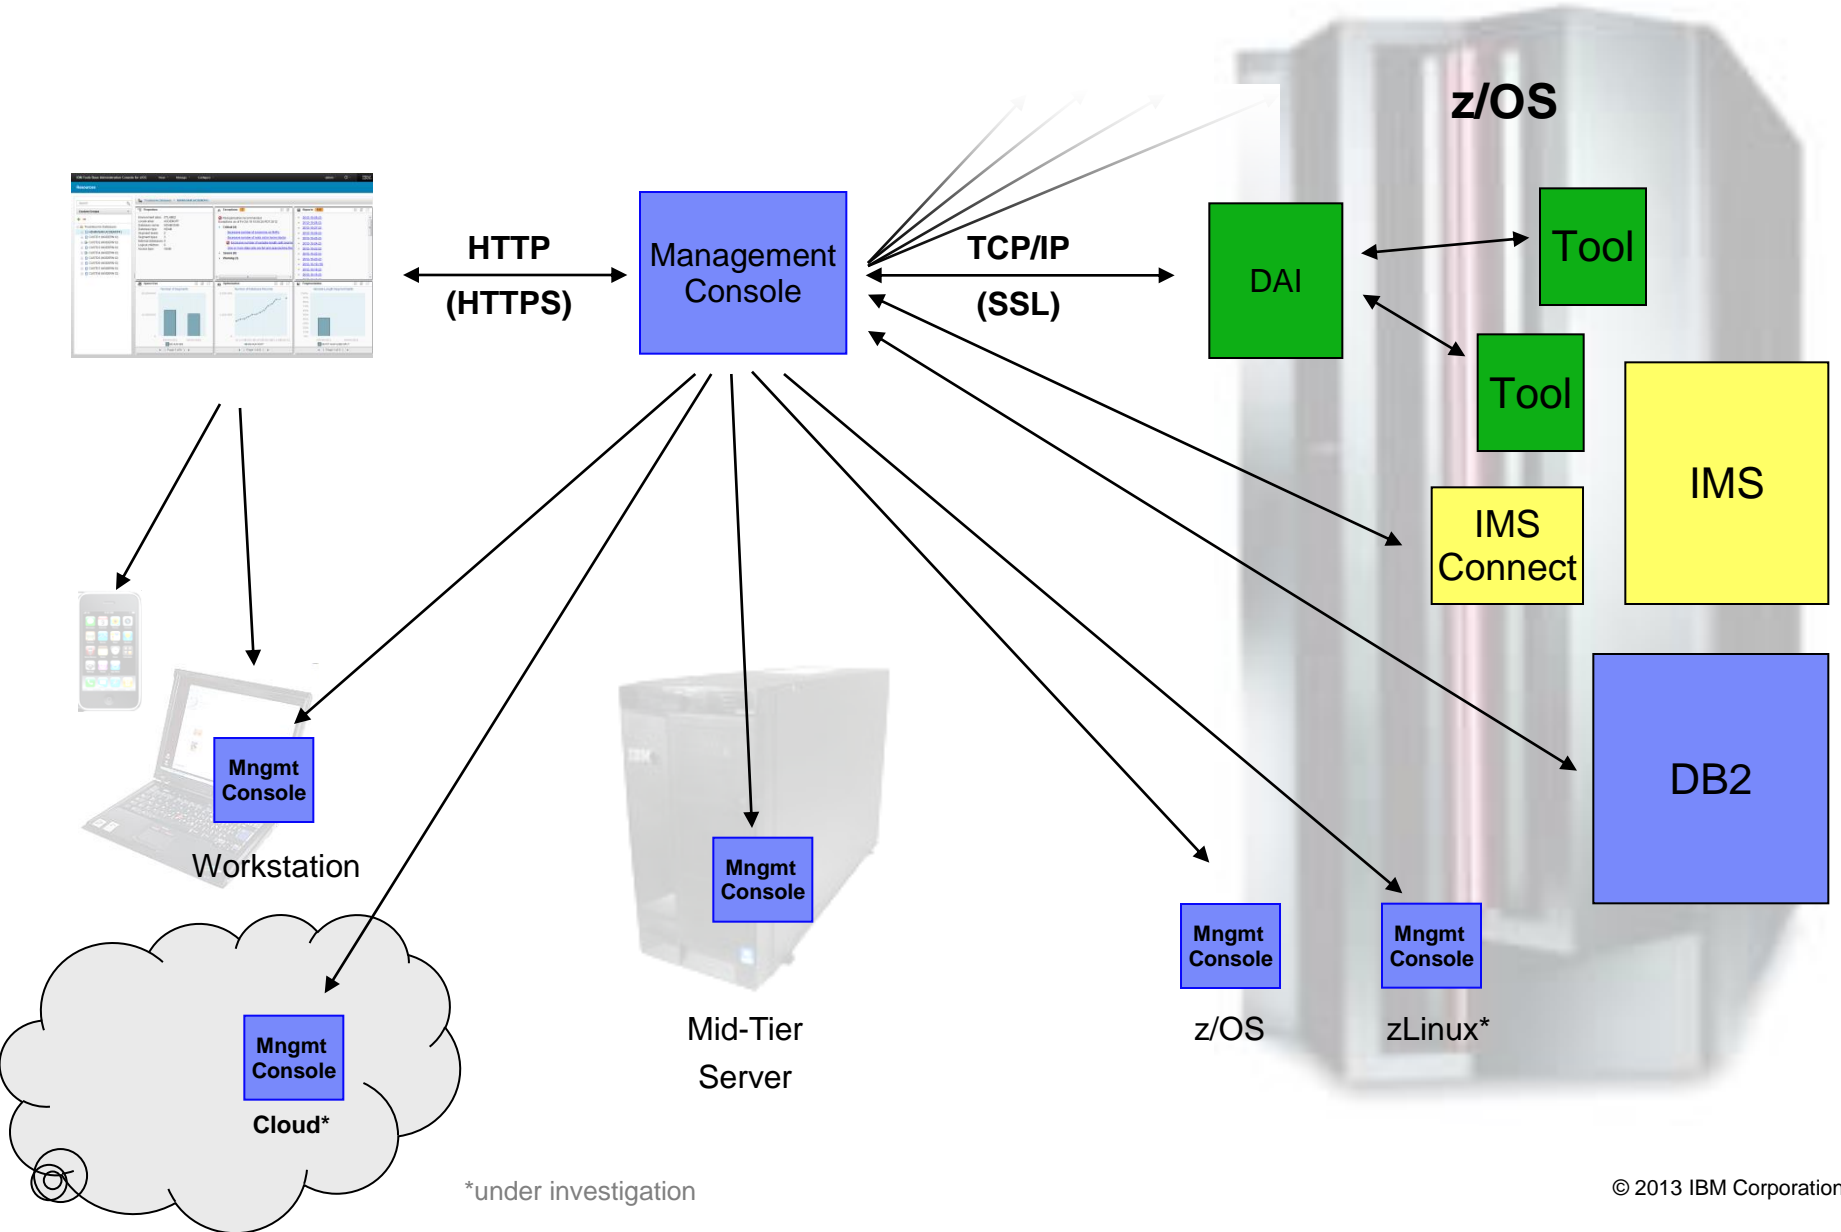 z/OS
HTTP
(HTTPS)
Management
Console
TCP/IP
(SSL)
DAI
Tool
Tool
IMS
IMS
Connect
DB2
Mngmt
Console
Workstation
Mngmt
Console
Mid-Tier
Server
Mngmt
Console
z/OS
Mngmt
Console
zLinux*
Mngmt
Console
Cloud*
*under investigation
© 2013 IBM Corporation